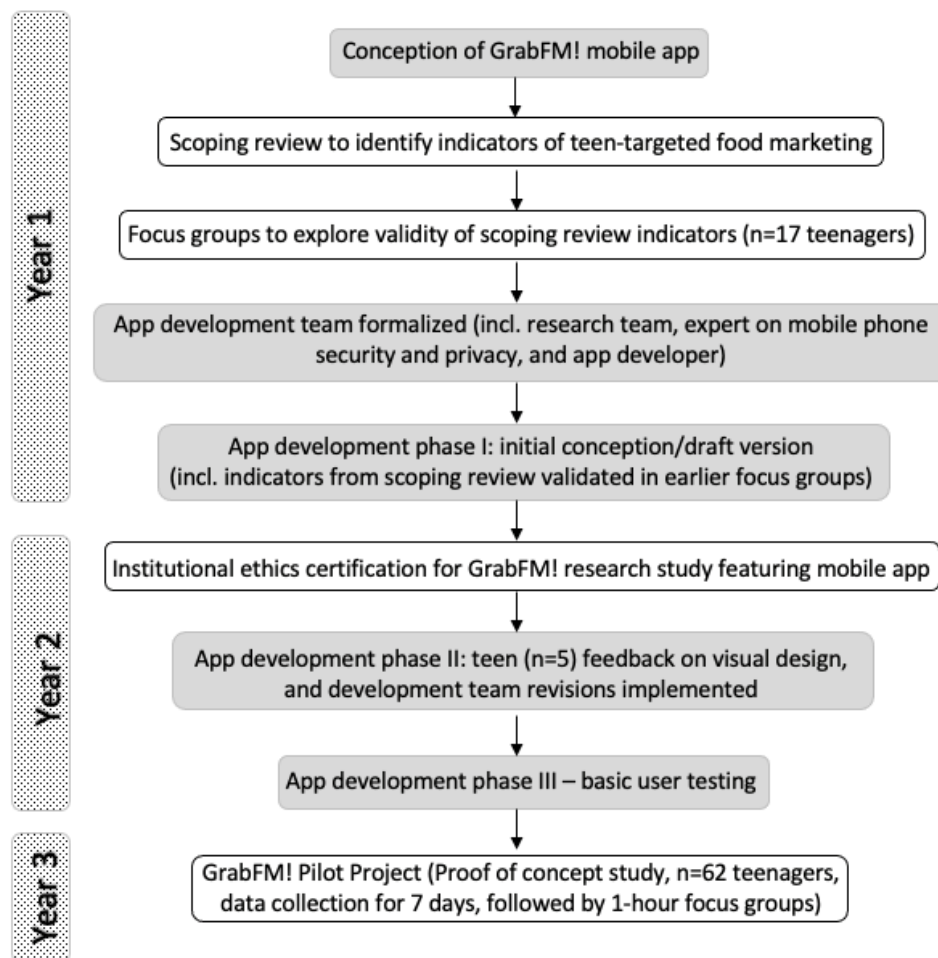 Year 1
Conception of GrabFM! mobile app
Scoping review to identify indicators of teen-targeted food marketing
Focus groups to explore validity of scoping review indicators (n=17 teenagers)
App development team formalized (incl. research team, expert on mobile phone
security and privacy, and app developer)
App development phase I: initial conception/draft version
(incl. indicators from scoping review validated in earlier focus groups)
Year 2
Institutional ethics certification for GrabFM! research study featuring mobile app
App development phase II: teen (n=5) feedback on visual design,
and development team revisions implemented
App development phase III – basic user testing
Year 3
GrabFM! Pilot Project (Proof of concept study, n=62 teenagers,
data collection for 7 days, followed by 1-hour focus groups)